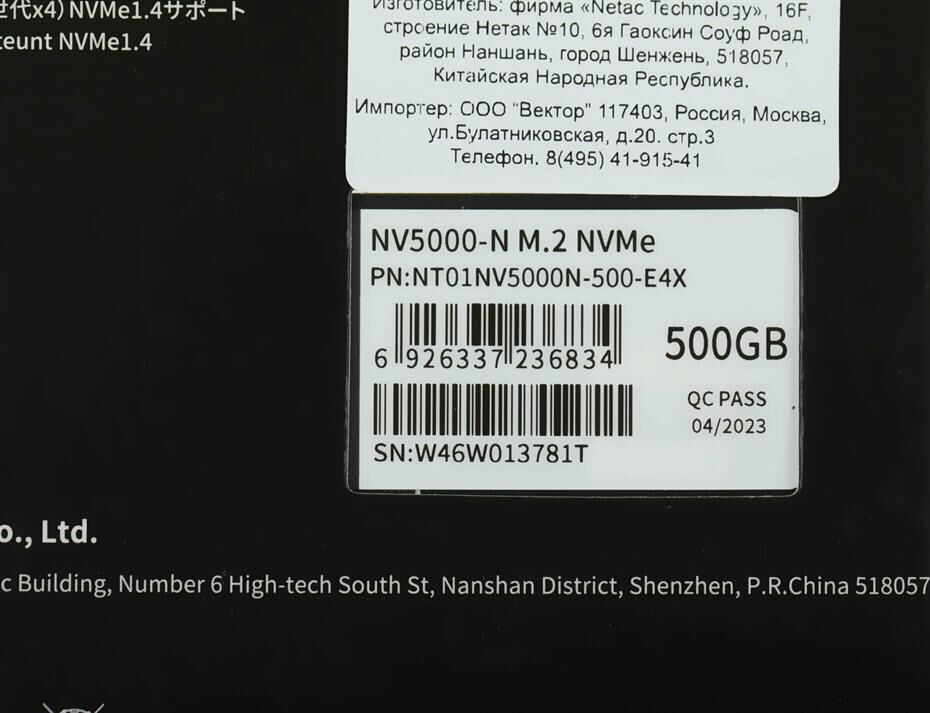 世代x4) NVMe1.4サポート
NVMe1.4
Изготовитель: фирма «Netac Technology», 16F,
строение Нетак №10, 6я Гаоксин Соуф Роад,
район Наншань, город Шенжень, 518057,
Китайская Народная Республика.
Импортер: ООО “Вектор” 117403, Россия, Москва,
ул.Булатниковская, д.20. стр.3
Телефон. 8(495) 41-915-41
NV5000-N M.2 NVMe
PN:NT01NV5000N-500-E4X
6 926337 236834
500GB
QC PASS
04/2023
SN:W46W013781T
o., Ltd.
c Building, Number 6 High-tech South St, Nanshan District, Shenzhen, P.R.China 518057